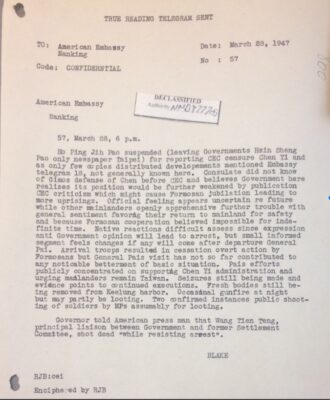 TRUE READING TELEGRAM SENT
TO: American Embassy
Nanking
Date: March 28, 1947
No : 57
Code: CONFIDERNTIAL
DECLASSIFIED
Authority
American Embassy
Nanking
57, March 28, 6 p.m.
Ho Ping Jih Pao suspended (leaving Governments Hsin Sheng
Pao only newspaper Taipei) for reporting CEC censure Chen Yi and
as only few copies distributed developements mentioned Embassy
telegram 18, not generally known here. Consulate did not know
of Gimos defense of Chen before CEC and believes Government here
realizes its position would be further weakened by publication
CEC criticism which might cause Formosan jubilation leading to
more uprisings. Official feeling appears uncertain re future
while other mainlanders openly apprehensive further trouble with
general sentiment favoring their return to mainland for safety
and because Formosan cooperation believed impossible for inde-
finite time. Native reactions difficult assess since expression
anti Government opinion will lead to arrest, but small informed
segment feels changes if any will come after departure General
Pai. Arrival troops resulted in cessation overt action by
Formosans but General Pais visit has not so far contributed to
any noticable betterment of basic situation. Pais efforts
publicly concentrated on supporting Chen Yi administration and
urging mainlanders remain Taiwan. Seizures still being made and
evidence points to continued executions. Fresh bodies still be-
ing removed from Keelung harbor. Occasional gunfire at night
but may partly be looting. Two confirmed instances public shoot-
ing of soldiers by MPs assumably for looting.
Governor told American press man that Wang Tien Teng,
principal liaison between Government and former Settlement
Committee, shot dead "while resisting arrest".
BLAKE
RJB:cei
Enciphered by RJB